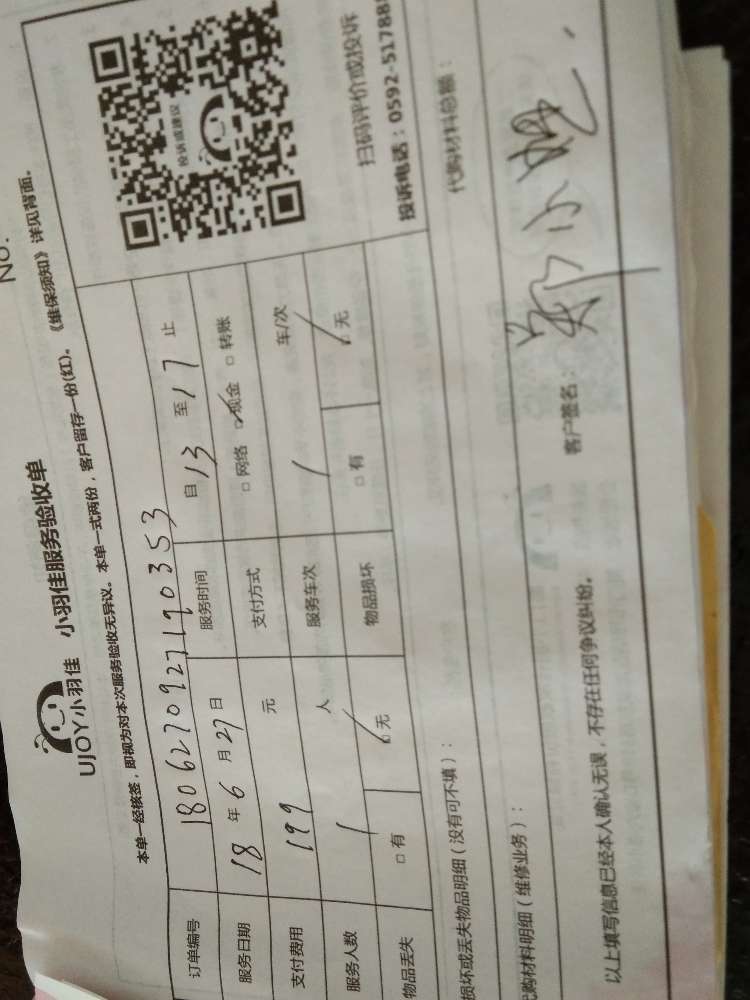 No.
UJOY小羽佳 小羽佳服务验收单
本单一经核签，即视为对本次服务验收无异议。本单一式两份，客户留存一份(红)。《维保须知》详见背面。
订单编号 1806270927190353
服务日期 18 年 6 月 27 日 服务时间 自 13 至 17 止
支付费用 199 元 支付方式 □ 网络 ☑ 现金 □ 转账
服务人数 1 人 服务车次 1 车/次
物品丢失 □ 有 ☑ 无 物品损坏 □ 有 ☑ 无
投诉或建议
扫码评价或投诉
投诉电话：0592-51788
损坏或丢失物品明细（没有可不填）：
代购材料明细（维修业务）：
代购材料总额：
以上填写信息已经本人确认无误，不存在任何争议纠纷。
客户签名： 郑小